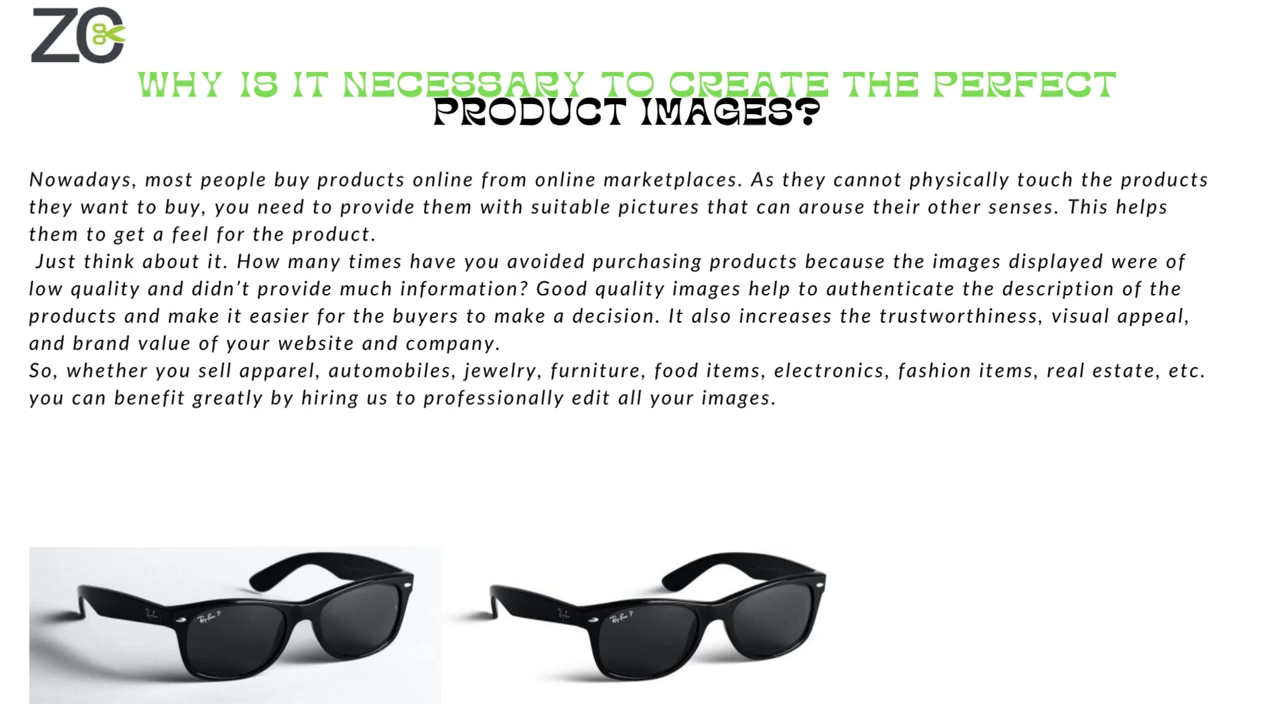 ZC
WHY IS IT NECESSARY TO CREATE THE PERFECT
PRODUCT IMAGES?
Nowadays, most people buy products online from online marketplaces. As they cannot physically touch the products
they want to buy, you need to provide them with suitable pictures that can arouse their other senses. This helps
them to get a feel for the product.
Just think about it. How many times have you avoided purchasing products because the images displayed were of
low quality and didn’t provide much information? Good quality images help to authenticate the description of the
products and make it easier for the buyers to make a decision. It also increases the trustworthiness, visual appeal,
and brand value of your website and company.
So, whether you sell apparel, automobiles, jewelry, furniture, food items, electronics, fashion items, real estate, etc.
you can benefit greatly by hiring us to professionally edit all your images.
Ray-Ban P
Ray-Ban P